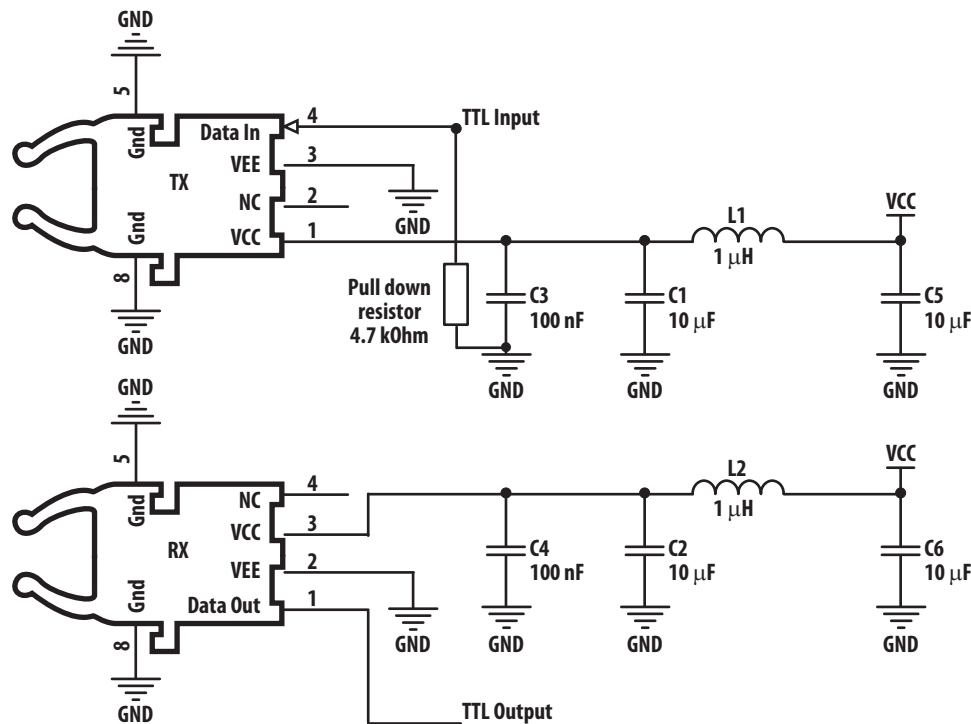 GND
5
Gnd
Data In
4
TTL Input
VEE
3
TX
NC
2
GND
VCC
1
Gnd
8
GND
L1
1 μH
VCC
Pull down
resistor
4.7 kOhm
C3
100 nF
GND
C1
10 μF
GND
C5
10 μF
GND
GND
5
Gnd
NC
4
VCC
3
RX
VEE
2
GND
Data Out
1
Gnd
8
GND
L2
1 μH
VCC
C4
100 nF
GND
C2
10 μF
GND
C6
10 μF
GND
TTL Output